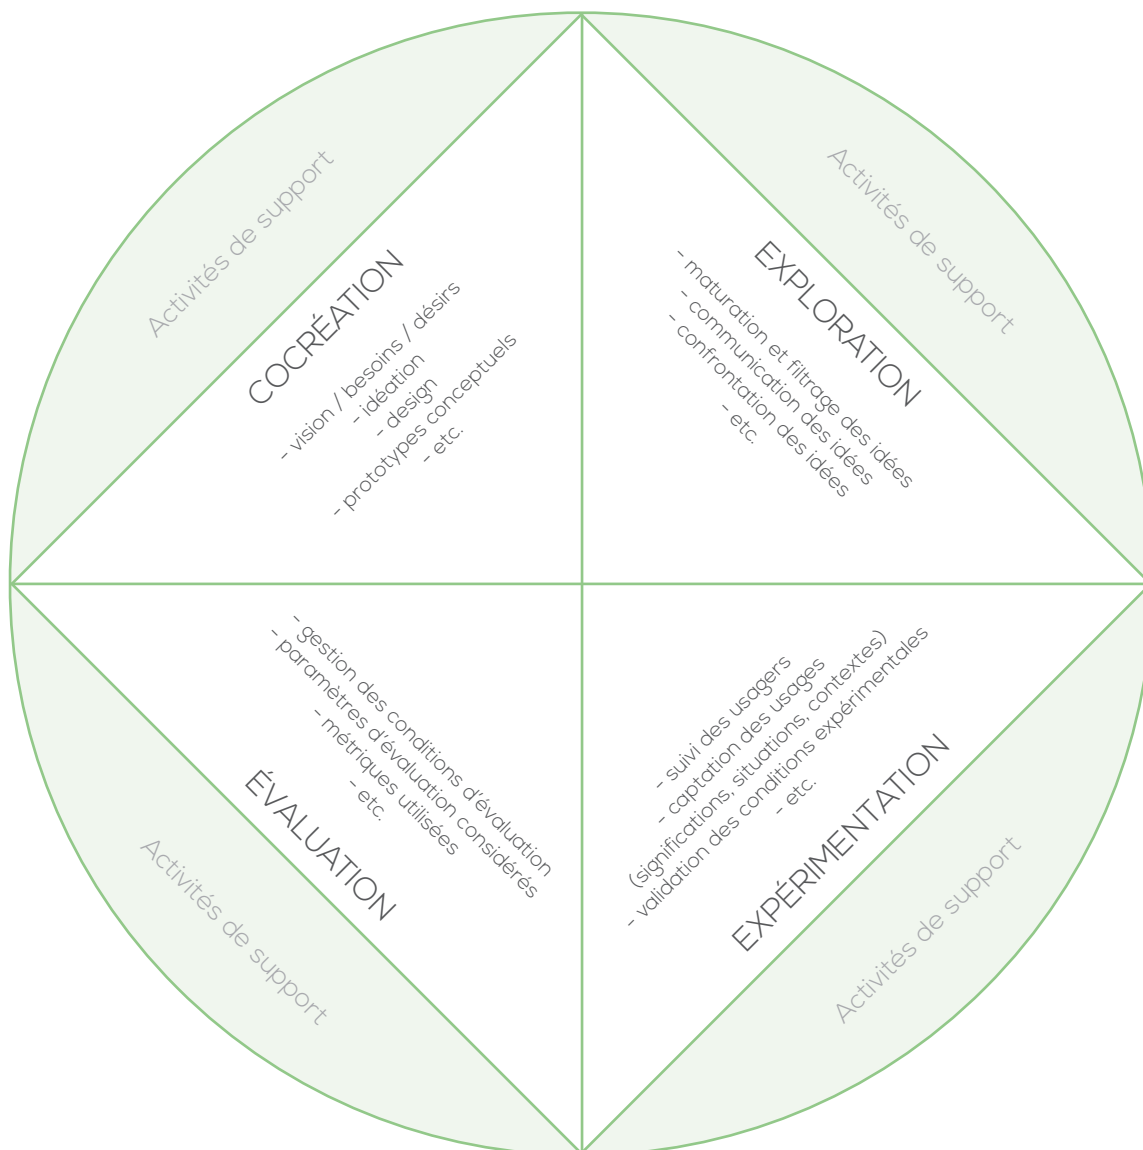 Activités de support
COCRÉATION
- vision / besoins / désirs
- idéation
- design
- prototypes conceptuels
- etc.
Activités de support
EXPLORATION
- maturation et filtrage des idées
- communication des idées
- confrontation des idées
- etc.
- gestion des conditions d'évaluation
- paramètres d'évaluation considérés
- métriques utilisées
- etc.
ÉVALUATION
Activités de support
- suivi des usagers
- captation des usages
(significations, situations, contextes)
- validation des conditions expérimentales
- etc.
EXPÉRIMENTATION
Activités de support